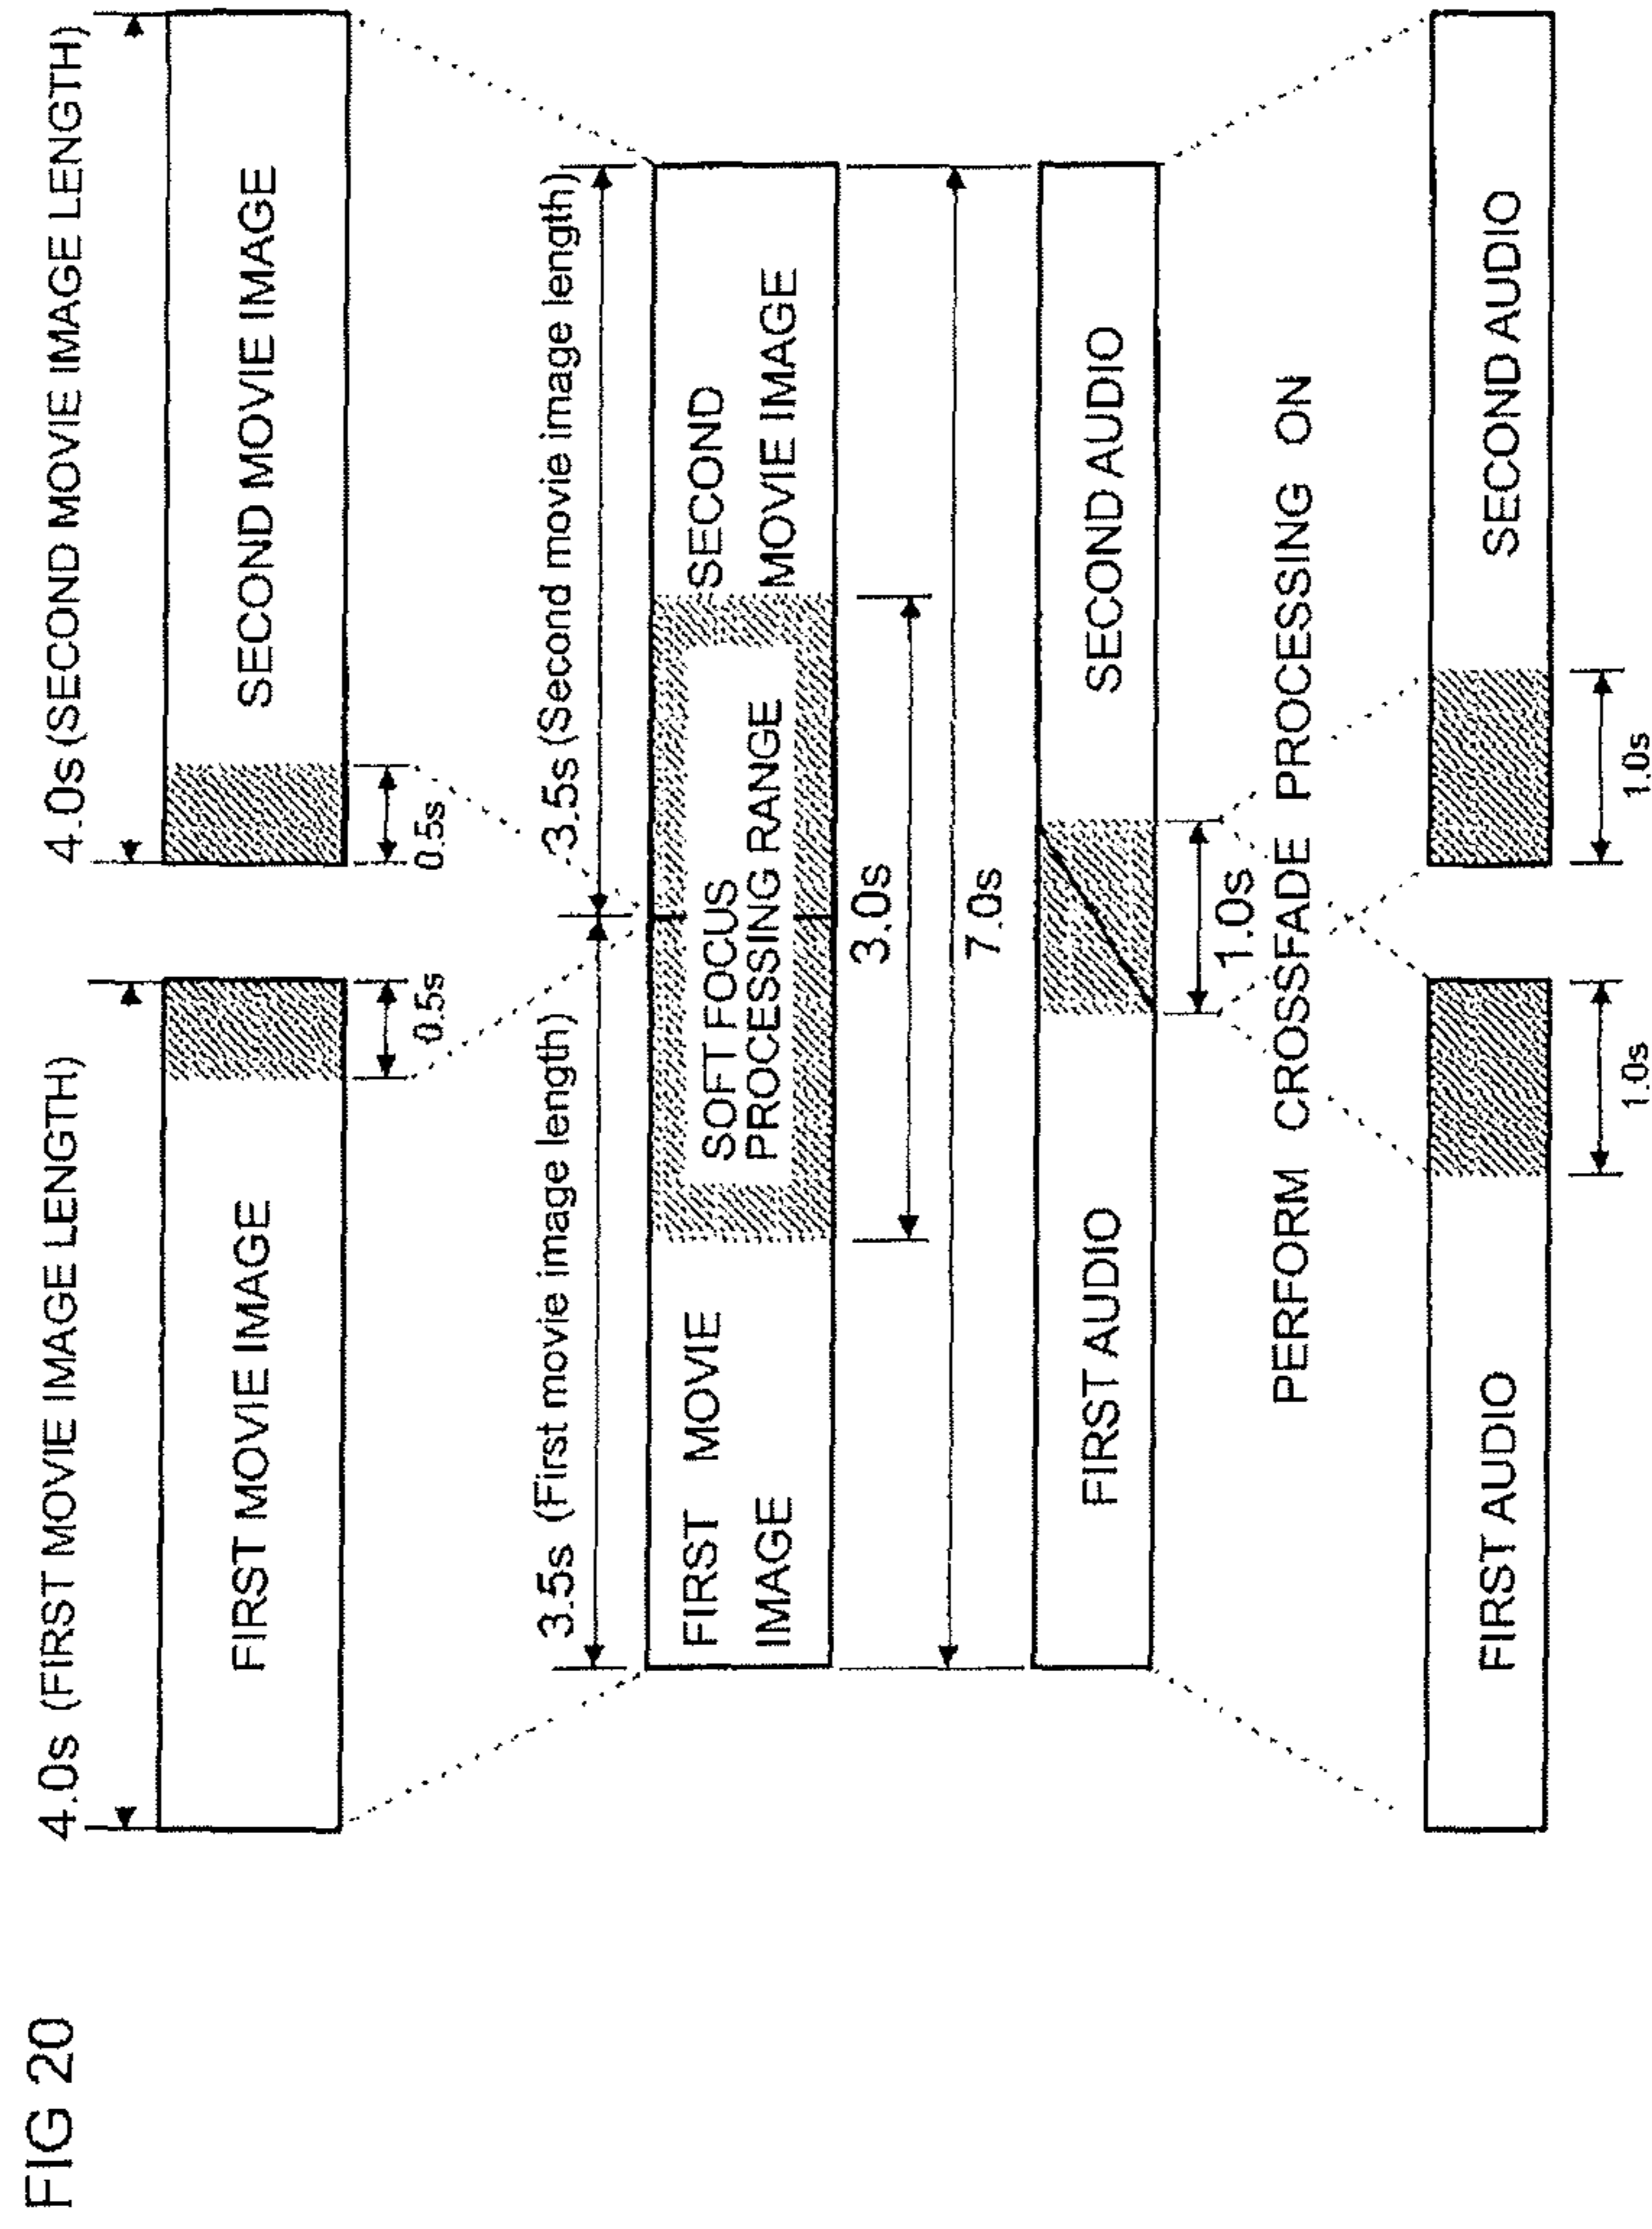 FIG 20
4.0s (FIRST MOVIE IMAGE LENGTH)
4.0s (SECOND MOVIE IMAGE LENGTH)
FIRST MOVIE IMAGE
SECOND MOVIE IMAGE
0.5s
0.5s
3.5s (First movie image length)
3.5s (Second movie image length)
FIRST MOVIE
IMAGE
SOFT FOCUS
PROCESSING RANGE
SECOND
MOVIE IMAGE
3.0s
7.0s
FIRST AUDIO
SECOND AUDIO
1.0s
PERFORM CROSSFADE PROCESSING ON
FIRST AUDIO
SECOND AUDIO
1.0s
1.0s